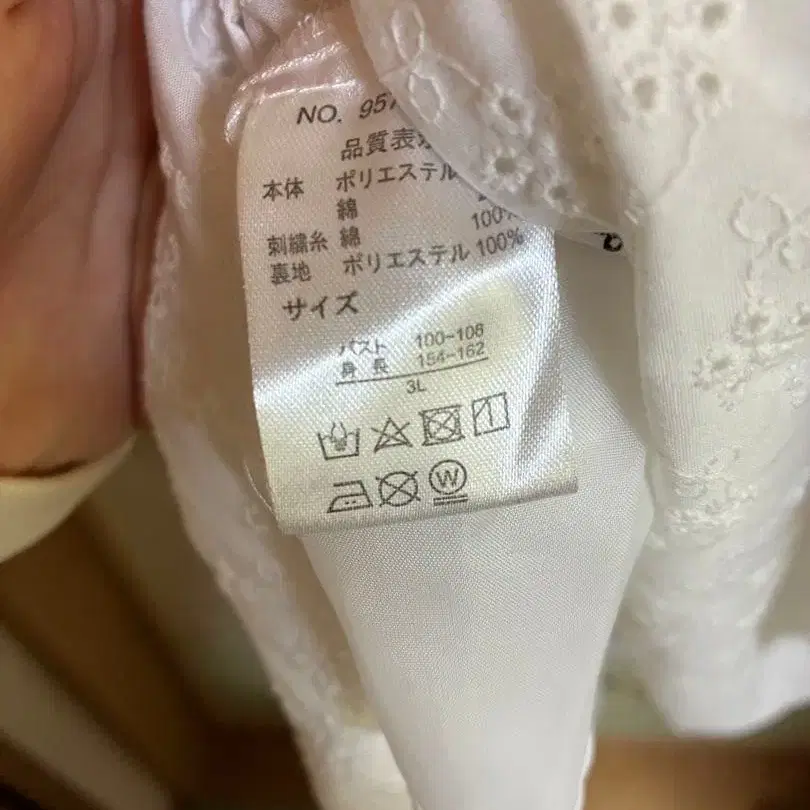 NO. 957
品質表示
本体 ポリエステル
綿
刺繍糸 綿 100%
裏地 ポリエステル 100%
サイズ
バスト 100-108
身長 154-162
3L
W